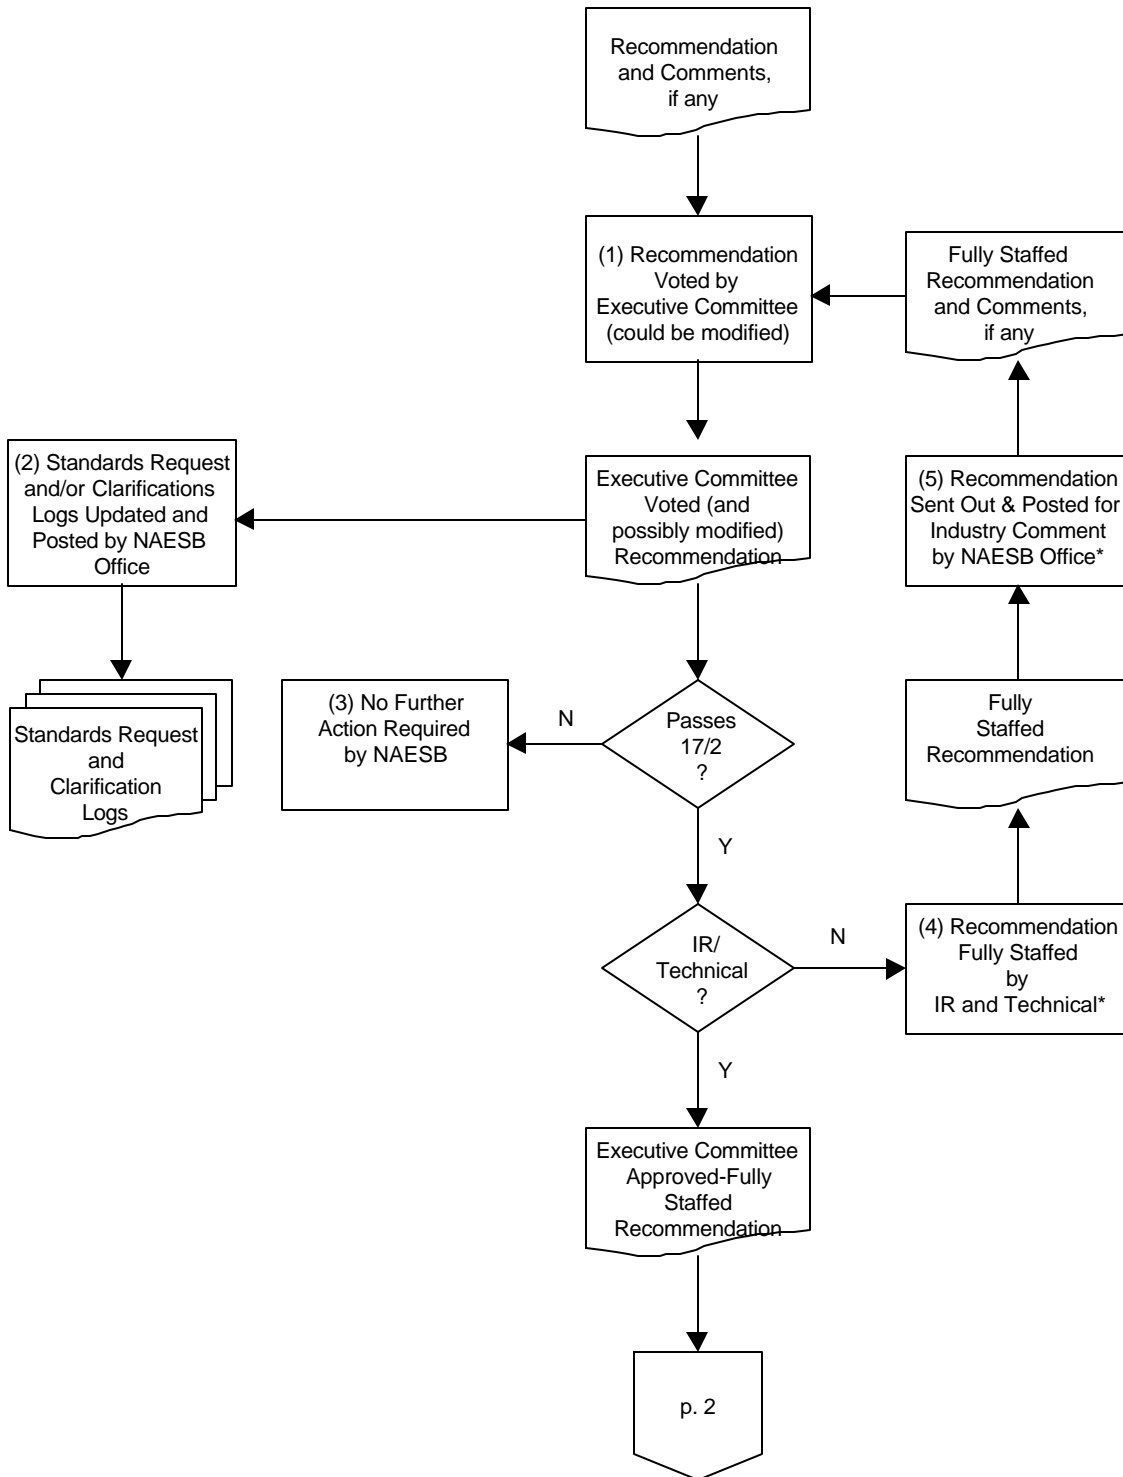 Recommendation
and Comments,
if any
(1) Recommendation
Voted by
Executive Committee
(could be modified)
Fully Staffed
Recommendation
and Comments,
if any
(2) Standards Request
and/or Clarifications
Logs Updated and
Posted by NAESB
Office
Executive Committee
Voted (and
possibly modified)
Recommendation
(5) Recommendation
Sent Out & Posted for
Industry Comment
by NAESB Office*
Standards Request
and
Clarification
Logs
(3) No Further
Action Required
by NAESB
N
Passes
17/2
?
Fully
Staffed
Recommendation
Y
IR/
Technical
?
N
(4) Recommendation
Fully Staffed
by
IR and Technical*
Y
Executive Committee
Approved-Fully
Staffed
Recommendation
p. 2